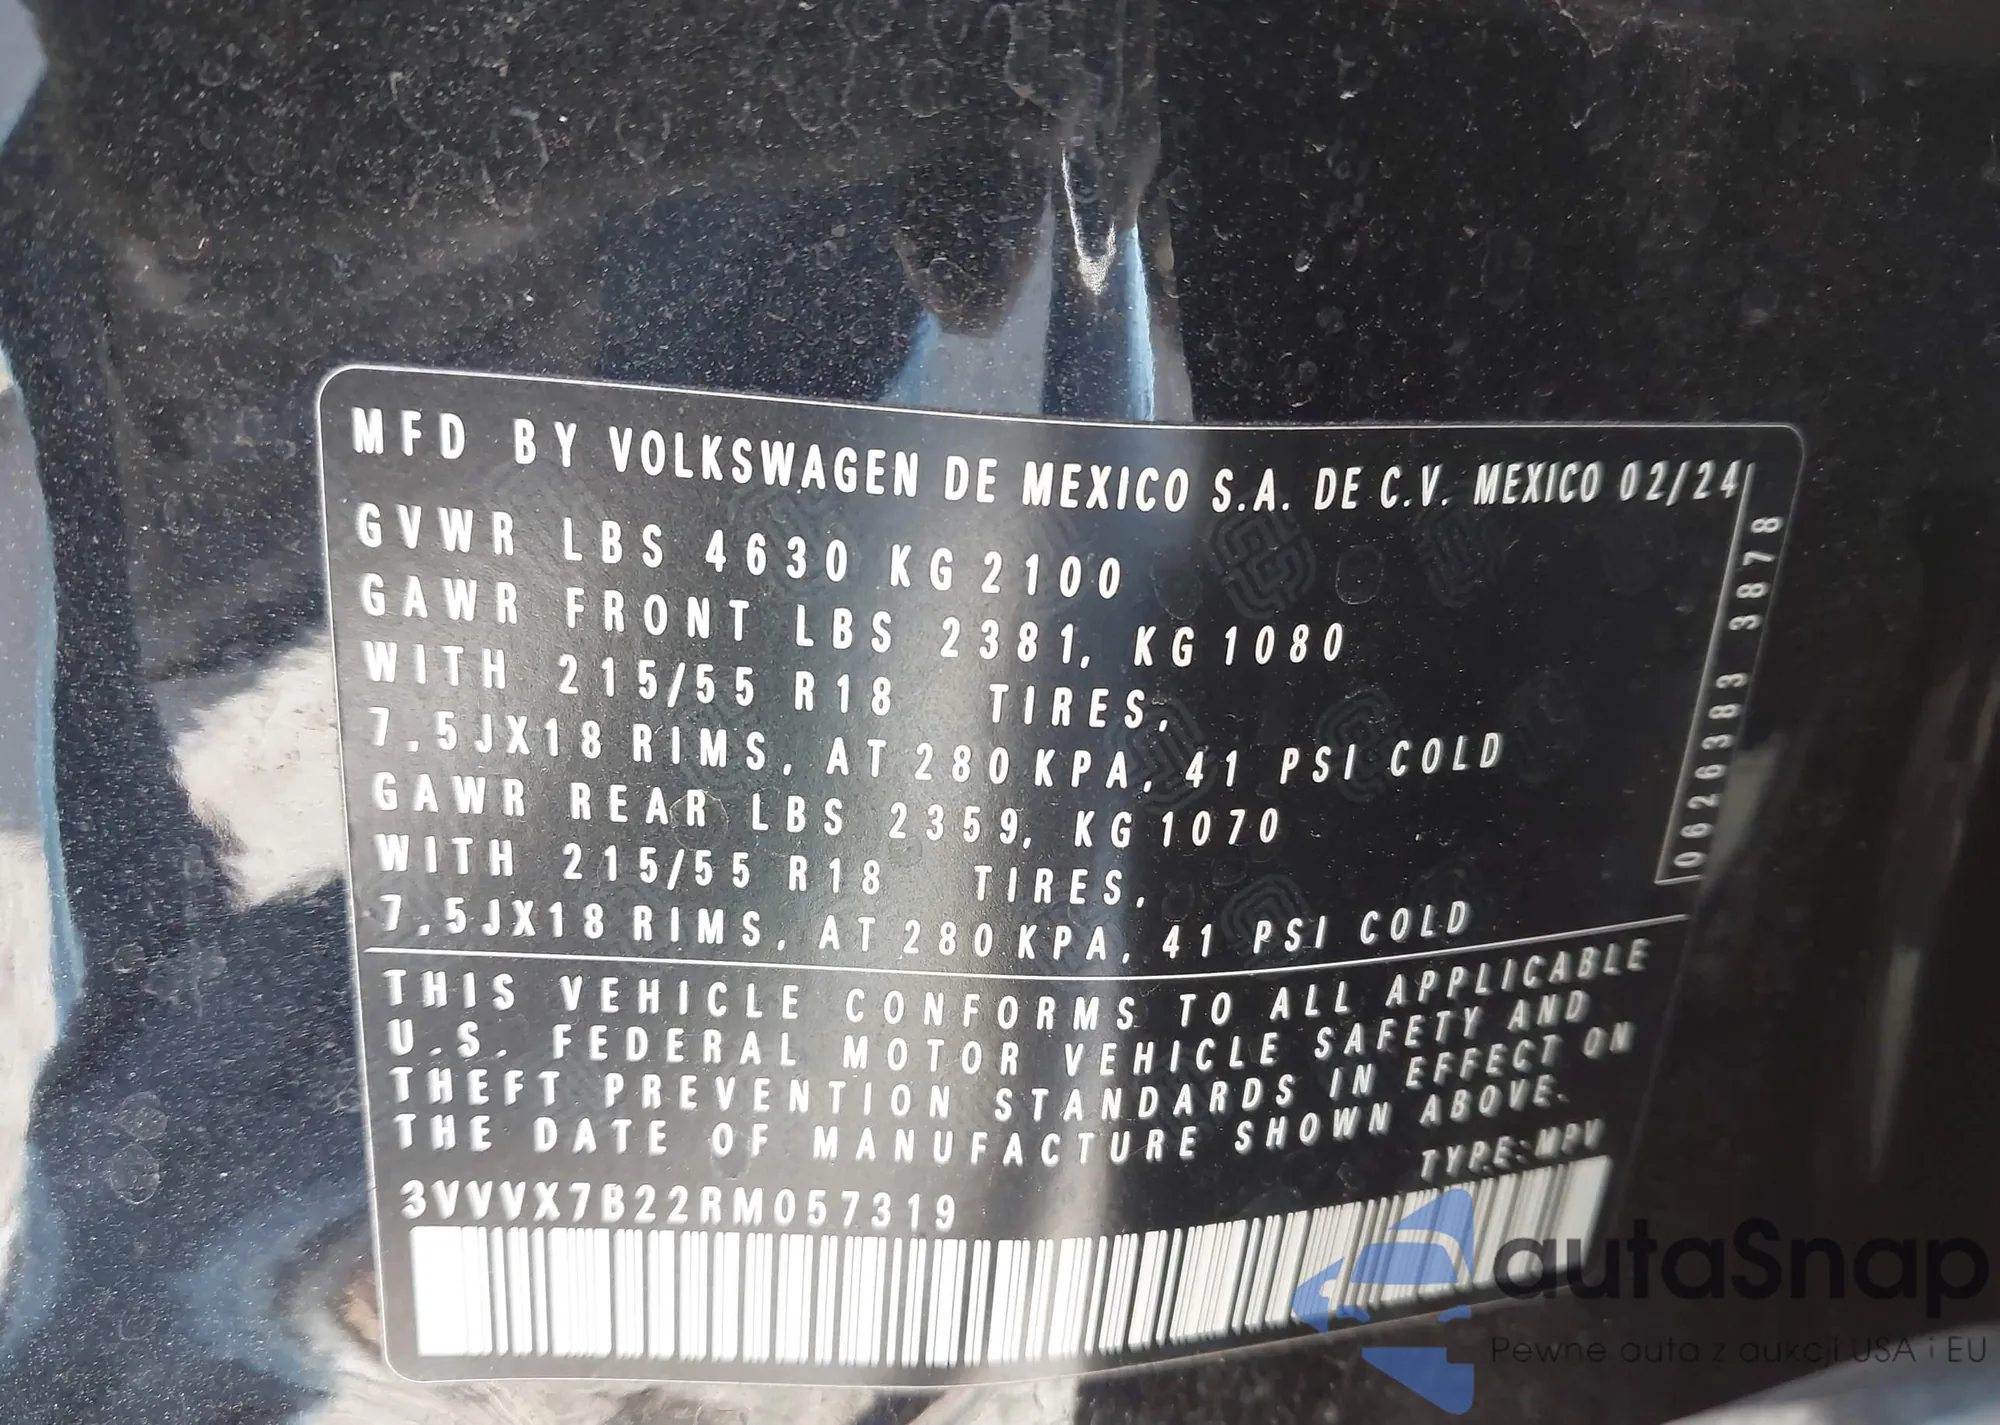 MFD BY VOLKSWAGEN DE MEXICO S.A. DE C.V. MEXICO 02/24
GVWR LBS 4630 KG 2100
GAWR FRONT LBS 2381, KG 1080
WITH 215/55 R18 TIRES,
7,5JX18 RIMS, AT 280 KPA, 41 PSI COLD
GAWR REAR LBS 2359, KG 1070
WITH 215/55 R18 TIRES,
7,5JX18 RIMS, AT 280 KPA, 41 PSI COLD
0626383 3878
THIS VEHICLE CONFORMS TO ALL APPLICABLE
U.S. FEDERAL MOTOR VEHICLE SAFETY AND
THEFT PREVENTION STANDARDS IN EFFECT ON
THE DATE OF MANUFACTURE SHOWN ABOVE.
TYPE: MPV
3VVVX7B22RM057319
autaSnap
Pewne auta z aukcji USA i EU